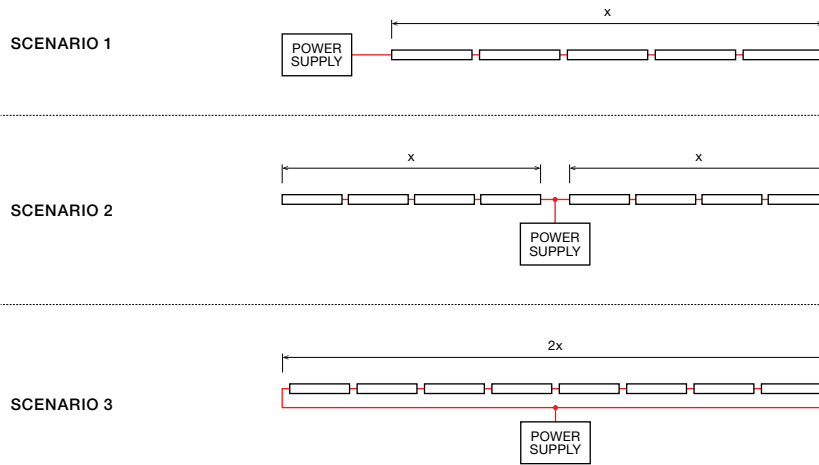 x
SCENARIO 1
POWER
SUPPLY
x
x
SCENARIO 2
POWER
SUPPLY
2x
SCENARIO 3
POWER
SUPPLY